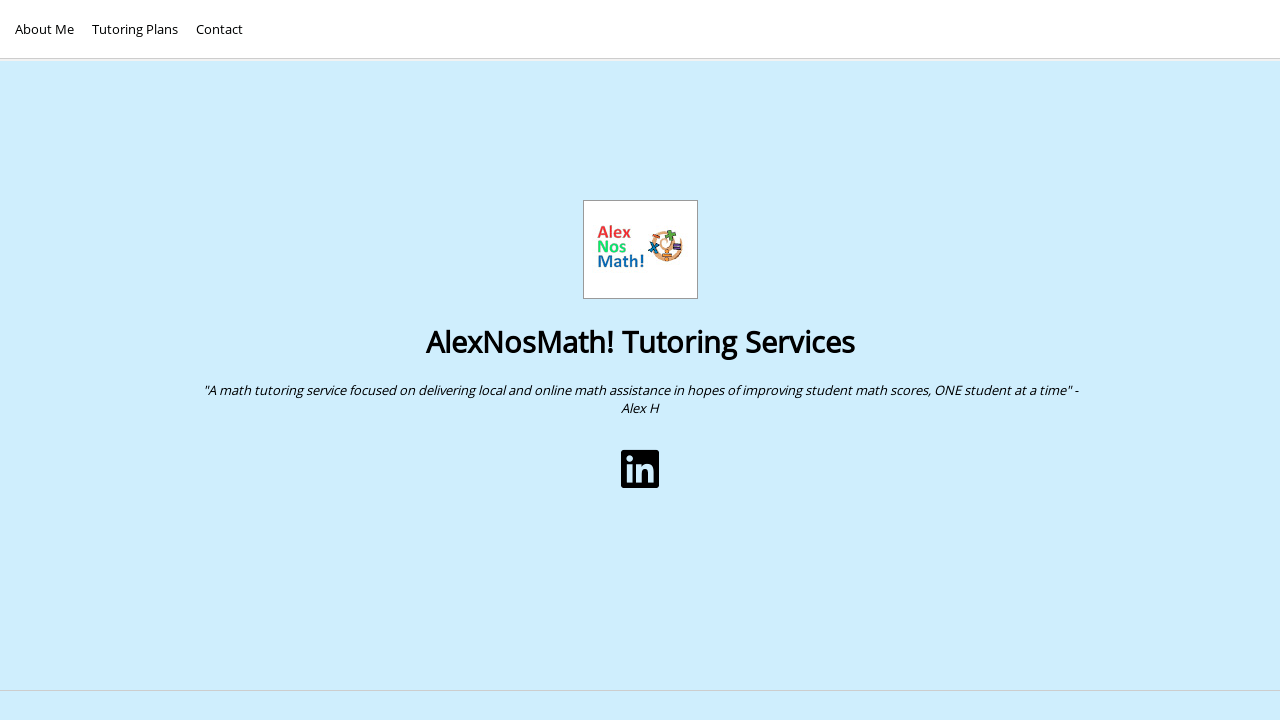 About Me Tutoring Plans Contact
Alex
Nos
Math!
AlexNosMath! Tutoring Services
"A math tutoring service focused on delivering local and online math assistance in hopes of improving student math scores, ONE student at a time" -
Alex H
in